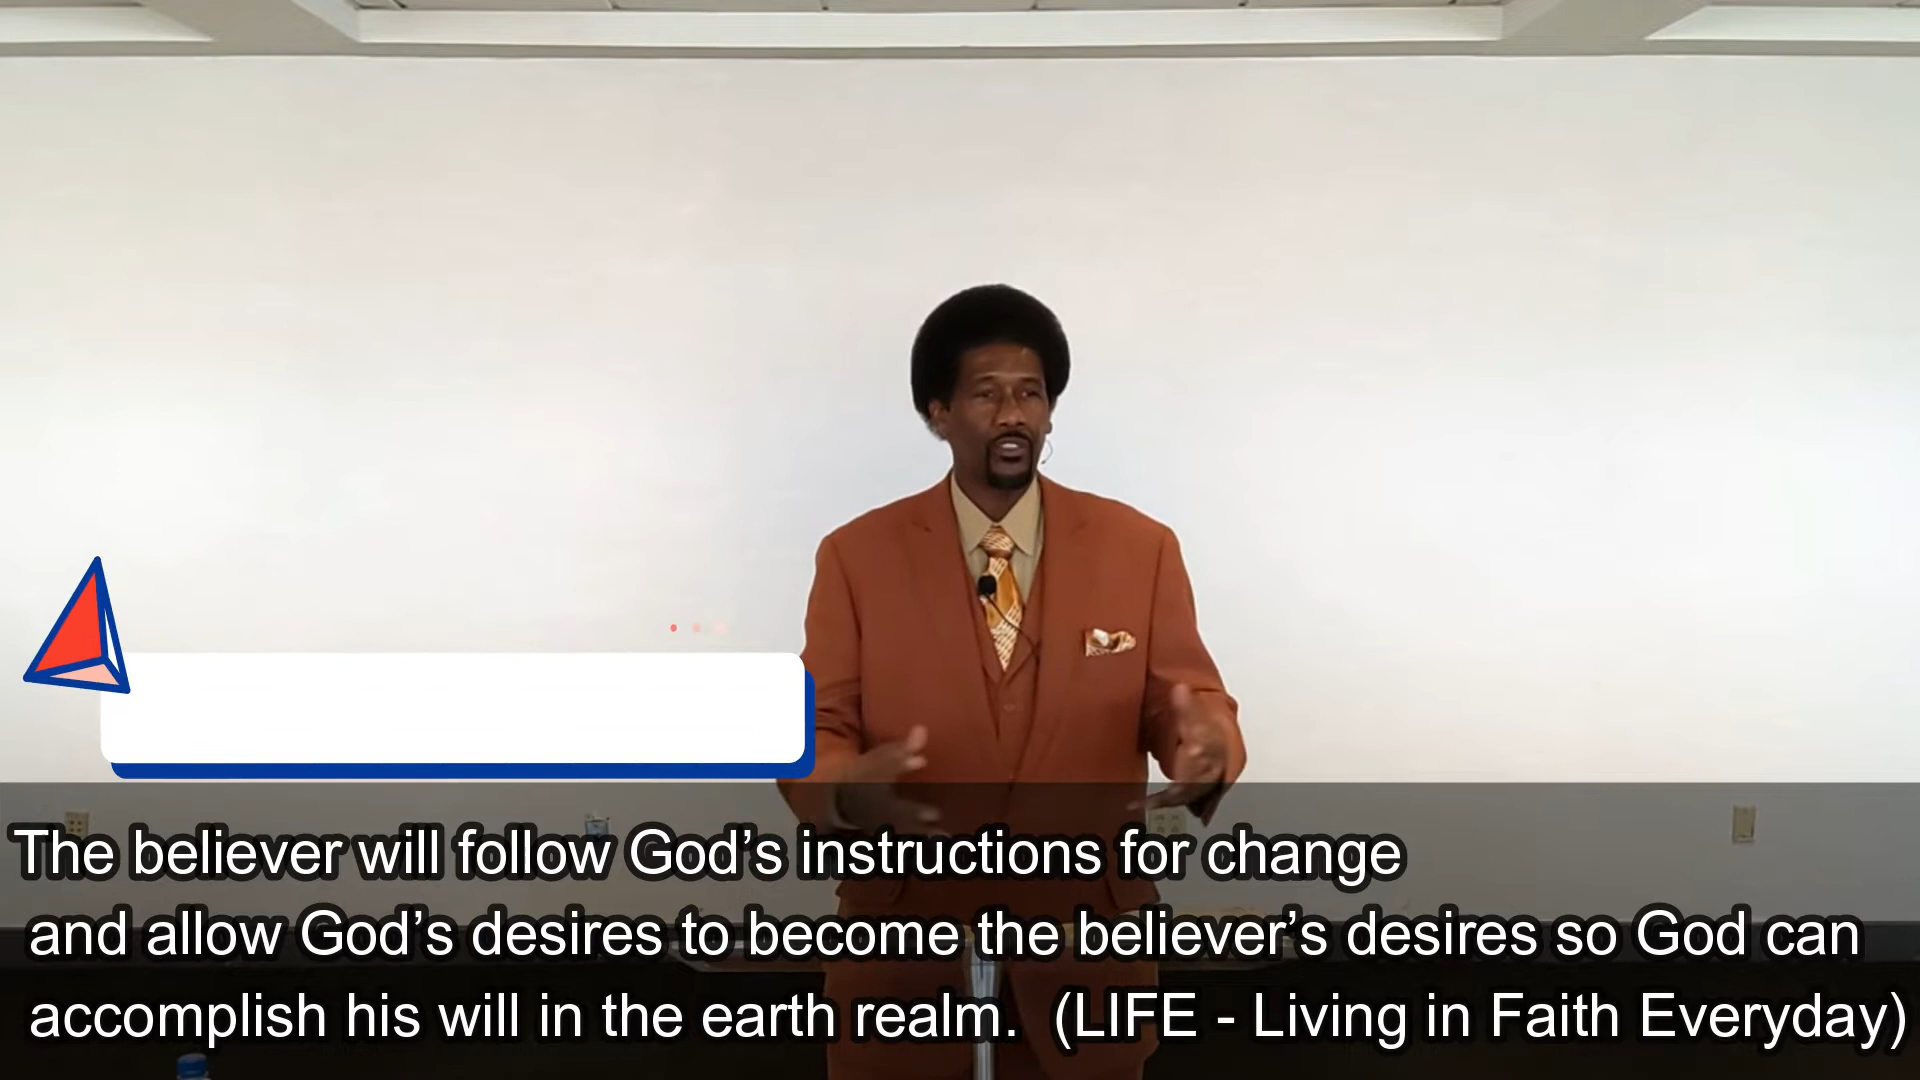 The believer will follow God’s instructions for change
and allow God’s desires to become the believer’s desires so God can
accomplish his will in the earth realm.  (LIFE - Living in Faith Everyday)